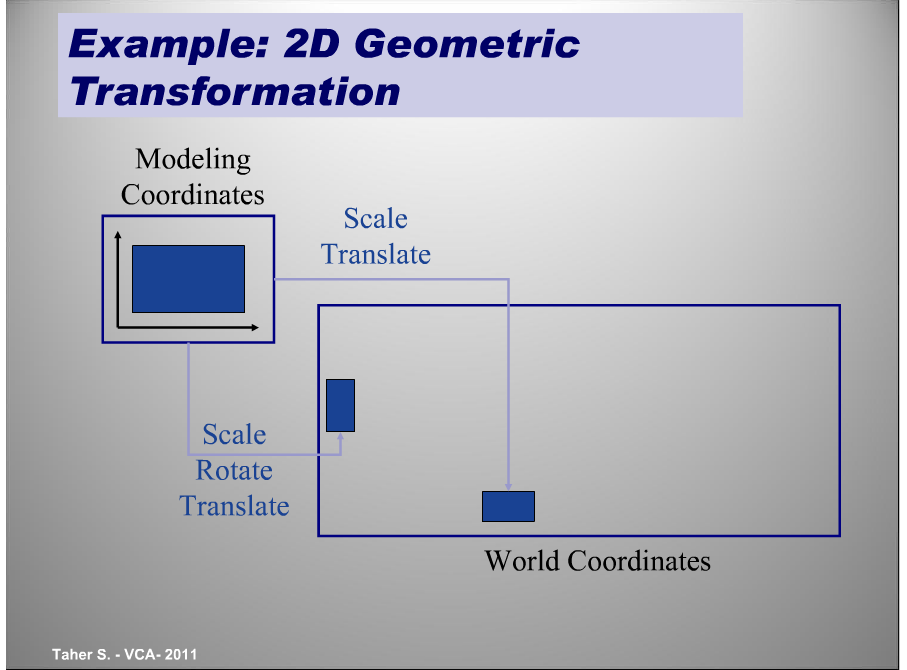 Example: 2D Geometric
Transformation
Modeling
Coordinates
Scale
Translate
Scale
Rotate
Translate
World Coordinates
Taher S. - VCA- 2011